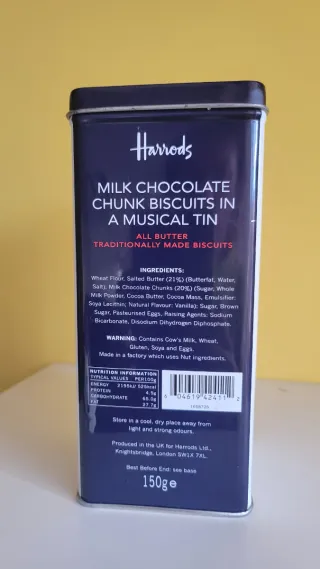 Harrods
MILK CHOCOLATE
CHUNK BISCUITS IN
A MUSICAL TIN
ALL BUTTER
TRADITIONALLY MADE BISCUITS
INGREDIENTS:
Wheat Flour, Salted Butter (21%) (Butterfat, Water,
Salt), Milk Chocolate Chunks (20%) (Sugar, Whole
Milk Powder, Cocoa Butter, Cocoa Mass, Emulsifier:
Soya Lecithin; Natural Flavour: Vanilla); Sugar, Brown
Sugar, Pasteurised Eggs, Raising Agents: Sodium
Bicarbonate, Disodium Dihydrogen Diphosphate.
WARNING: Contains Cow's Milk, Wheat,
Gluten, Soya and Eggs.
Made in a factory which uses Nut ingredients.
NUTRITION INFORMATION
TYPICAL VALUES PER100g
ENERGY
PROTEIN 4.9g
CARBOHYDRATE
FAT 27.7g
Store in a cool, dry place away from
light and strong odours.
Produced in the UK for Harrods Ltd.,
Knightsbridge, London SW1X 7XL.
Best Before End: see base
150g e